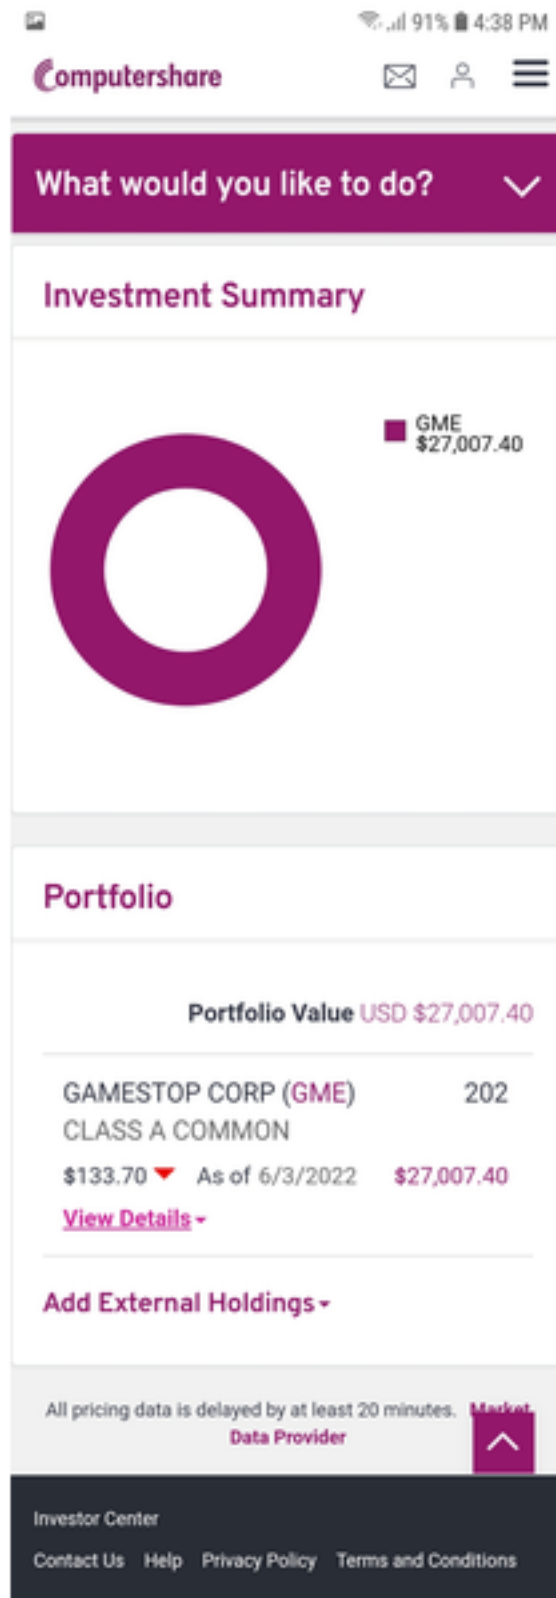 91% 4:38 PM
Computershare
What would you like to do?
Investment Summary
GME
$27,007.40
Portfolio
Portfolio Value USD $27,007.40
GAMESTOP CORP (GME) 202
CLASS A COMMON
$133.70 As of 6/3/2022 $27,007.40
View Details
Add External Holdings
All pricing data is delayed by at least 20 minutes. Market
Data Provider
Investor Center
Contact Us Help Privacy Policy Terms and Conditions